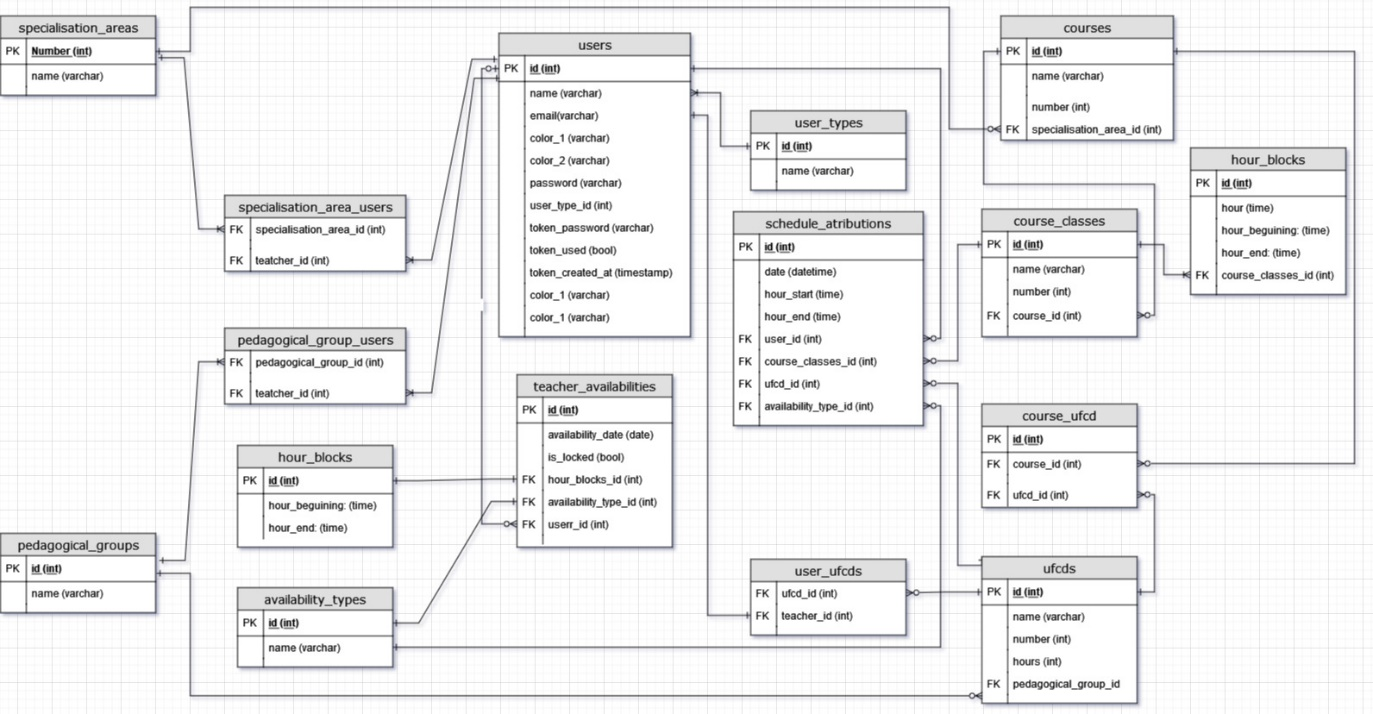 specialisation_areas
PK Number (int)
name (varchar)
users
PK id (int)
name (varchar)
email(varchar)
color_1 (varchar)
color_2 (varchar)
password (varchar)
user_type_id (int)
token_password (varchar)
token_used (bool)
token_created_at (timestamp)
color_1 (varchar)
color_1 (varchar)
user_types
PK id (int)
name (varchar)
courses
PK id (int)
name (varchar)
number (int)
FK specialisation_area_id (int)
hour_blocks
PK id (int)
hour (time)
hour_beguining: (time)
hour_end: (time)
FK course_classes_id (int)
specialisation_area_users
FK specialisation_area_id (int)
FK teatcher_id (int)
schedule_atributions
PK id (int)
date (datetime)
hour_start (time)
hour_end (time)
FK user_id (int)
FK course_classes_id (int)
FK ufcd_id (int)
FK availability_type_id (int)
course_classes
PK id (int)
name (varchar)
number (int)
FK course_id (int)
pedagogical_group_users
FK pedagogical_group_id (int)
FK teatcher_id (int)
teacher_availabilities
PK id (int)
availability_date (date)
is_locked (bool)
FK hour_blocks_id (int)
FK availability_type_id (int)
FK userr_id (int)
course_ufcd
PK id (int)
FK course_id (int)
FK ufcd_id (int)
hour_blocks
PK id (int)
hour_beguining: (time)
hour_end: (time)
pedagogical_groups
PK id (int)
name (varchar)
availability_types
PK id (int)
name (varchar)
user_ufcds
FK ufcd_id (int)
FK teacher_id (int)
ufcds
PK id (int)
name (varchar)
number (int)
hours (int)
FK pedagogical_group_id